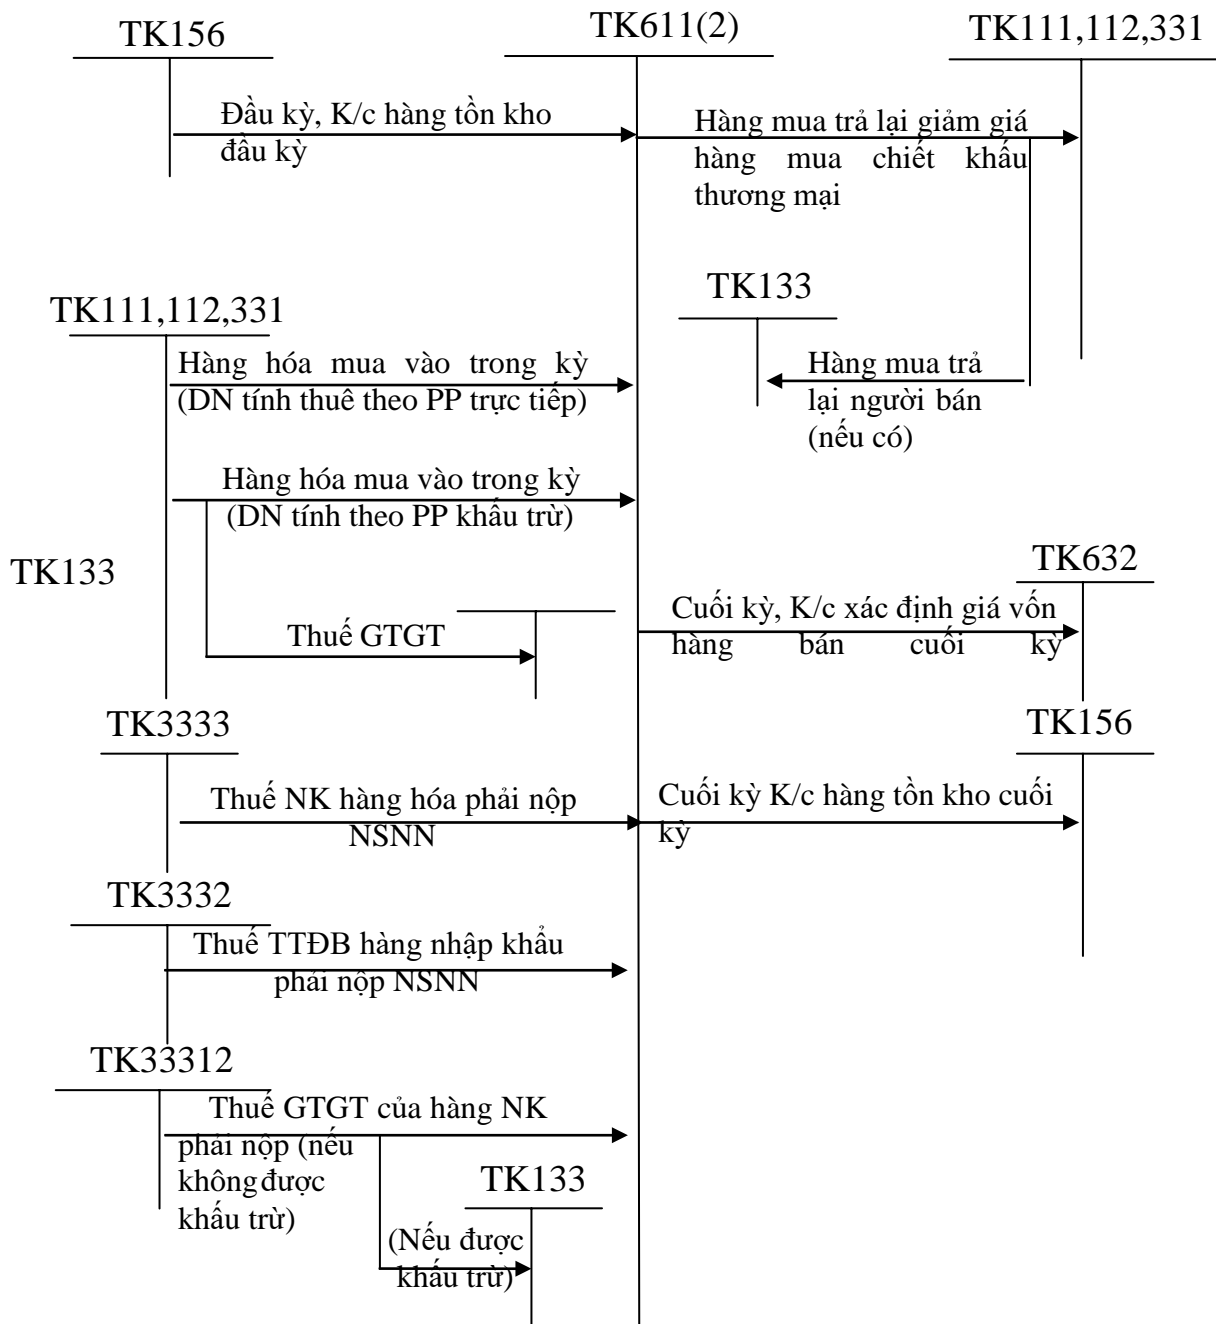 TK156
TK611(2)
TK111,112,331
Đầu kỳ, K/c hàng tồn kho
đầu kỳ
Hàng mua trả lại giảm giá
hàng mua chiết khấu
thương mại
TK133
TK111,112,331
Hàng hóa mua vào trong kỳ
(DN tính thuê theo PP trực tiếp)
Hàng mua trả
lại người bán
(nếu có)
Hàng hóa mua vào trong kỳ
(DN tính theo PP khấu trừ)
TK133
TK632
Thuế GTGT
Cuối kỳ, K/c xác định giá vốn
hàng bán cuối kỳ
TK3333
TK156
Thuế NK hàng hóa phải nộp
NSNN
Cuối kỳ K/c hàng tồn kho cuối
kỳ
TK3332
Thuế TTĐB hàng nhập khẩu
phải nộp NSNN
TK33312
Thuế GTGT của hàng NK
phải nộp (nếu
không được
khấu trừ)
TK133
(Nếu được
khấu trừ)